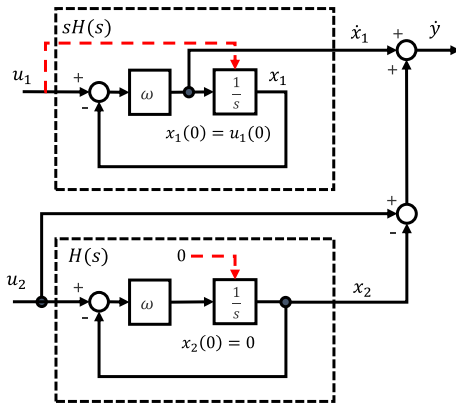 sH(s)
ẋ₁
ẏ
u₁
+
-
ω
1/s
x₁
+
+
x₁(0) = u₁(0)
+
-
H(s)
0
u₂
+
-
ω
1/s
x₂
x₂(0) = 0